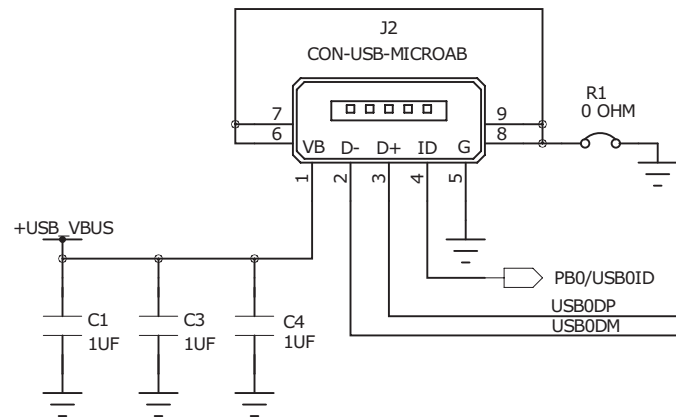 J2
CON-USB-MICROAB
R1
0 OHM
7
6
9
8
VB D- D+ ID G
1 2 3 4 5
+USB_VBUS
PB0/USB0ID
USB0DP
USB0DM
C1
1UF
C3
1UF
C4
1UF